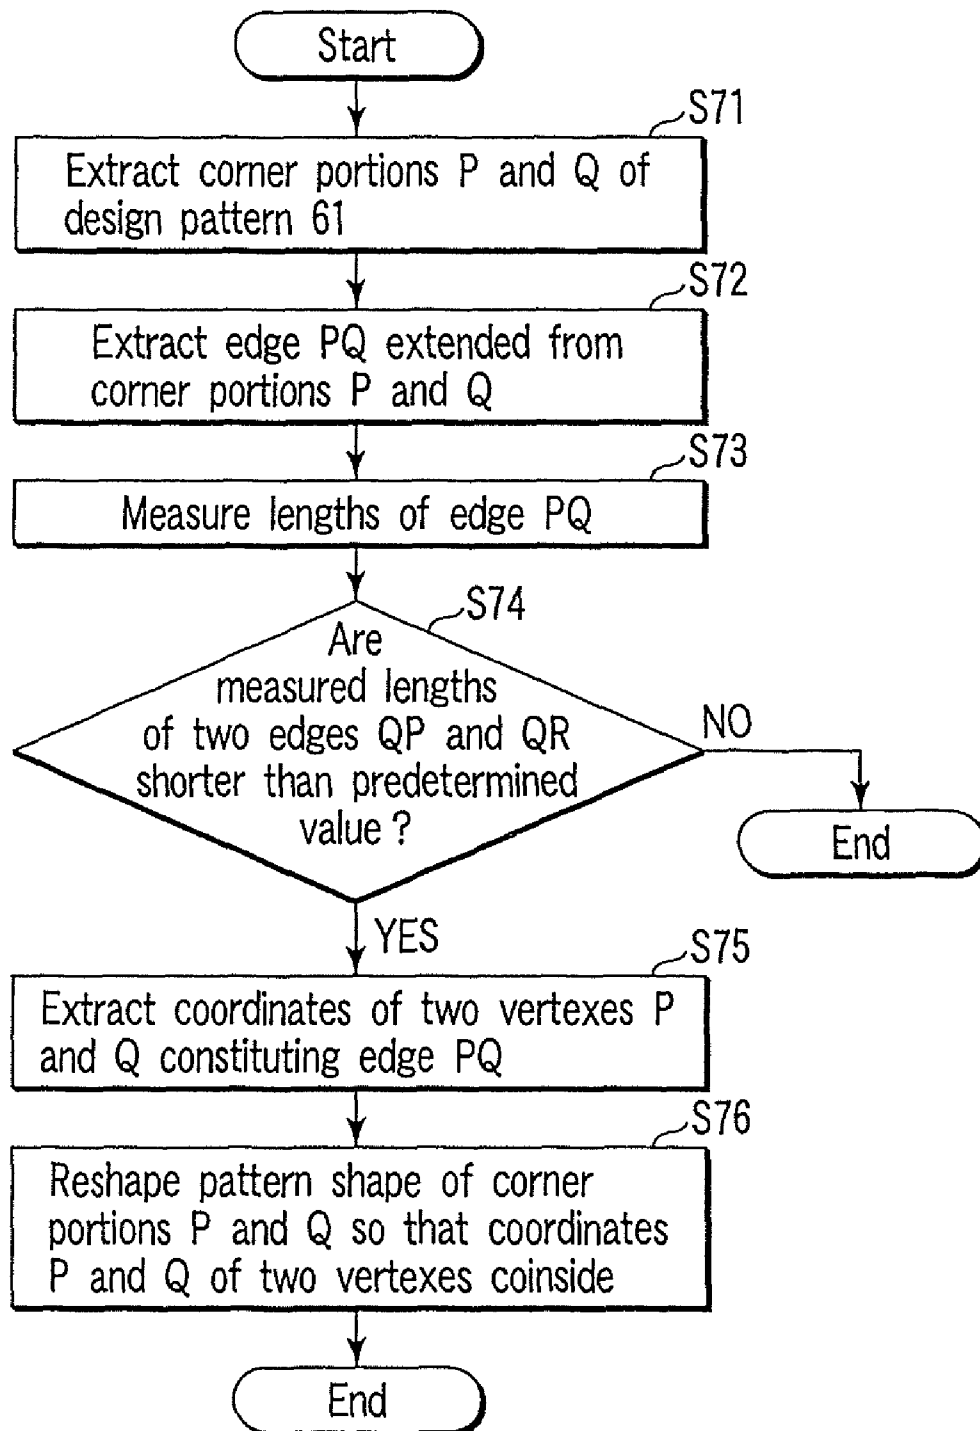 Start
S71
Extract corner portions P and Q of
design pattern 61
S72
Extract edge PQ extended from
corner portions P and Q
S73
Measure lengths of edge PQ
S74
Are
measured lengths
of two edges QP and QR
shorter than predetermined
value ?
NO
End
YES
S75
Extract coordinates of two vertexes P
and Q constituting edge PQ
S76
Reshape pattern shape of corner
portions P and Q so that coordinates
P and Q of two vertexes coinside
End